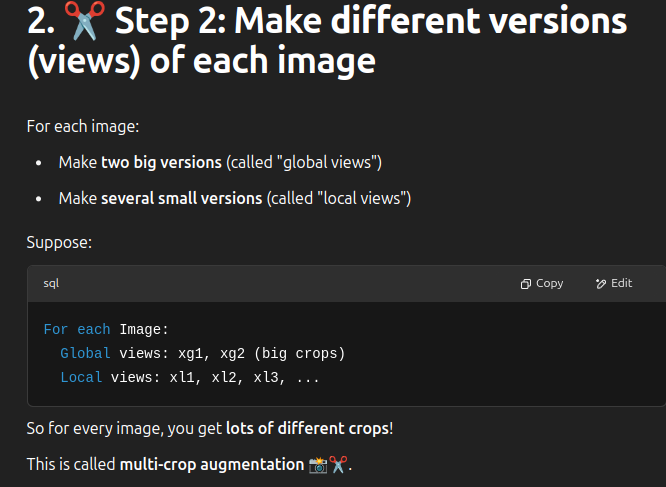 2. ✂️ Step 2: Make different versions
(views) of each image
For each image:
• Make two big versions (called "global views")
• Make several small versions (called "local views")
Suppose:
sql Copy Edit
For each Image:
Global views: xg1, xg2 (big crops)
Local views: xl1, xl2, xl3, ...
So for every image, you get lots of different crops!
This is called multi-crop augmentation 📸✂️.